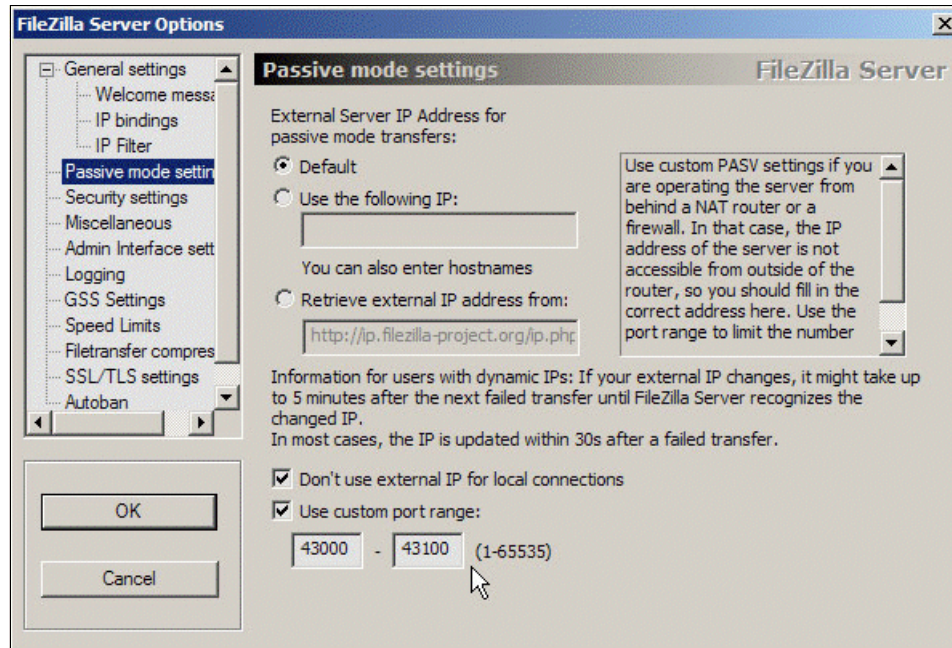 FileZilla Server Options
General settings
Welcome messa
IP bindings
IP Filter
Passive mode settin
Security settings
Miscellaneous
Admin Interface sett
Logging
GSS Settings
Speed Limits
Filetransfer compres
SSL/TLS settings
Autoban
OK
Cancel
Passive mode settings
FileZilla Server
External Server IP Address for
passive mode transfers:
Default
Use the following IP:
You can also enter hostnames
Retrieve external IP address from:
http://ip.filezilla-project.org/ip.php
Use custom PASV settings if you
are operating the server from
behind a NAT router or a
firewall. In that case, the IP
address of the server is not
accessible from outside of the
router, so you should fill in the
correct address here. Use the
port range to limit the number
Information for users with dynamic IPs: If your external IP changes, it might take up
to 5 minutes after the next failed transfer until FileZilla Server recognizes the
changed IP.
In most cases, the IP is updated within 30s after a failed transfer.
Don't use external IP for local connections
Use custom port range:
43000 - 43100 (1-65535)